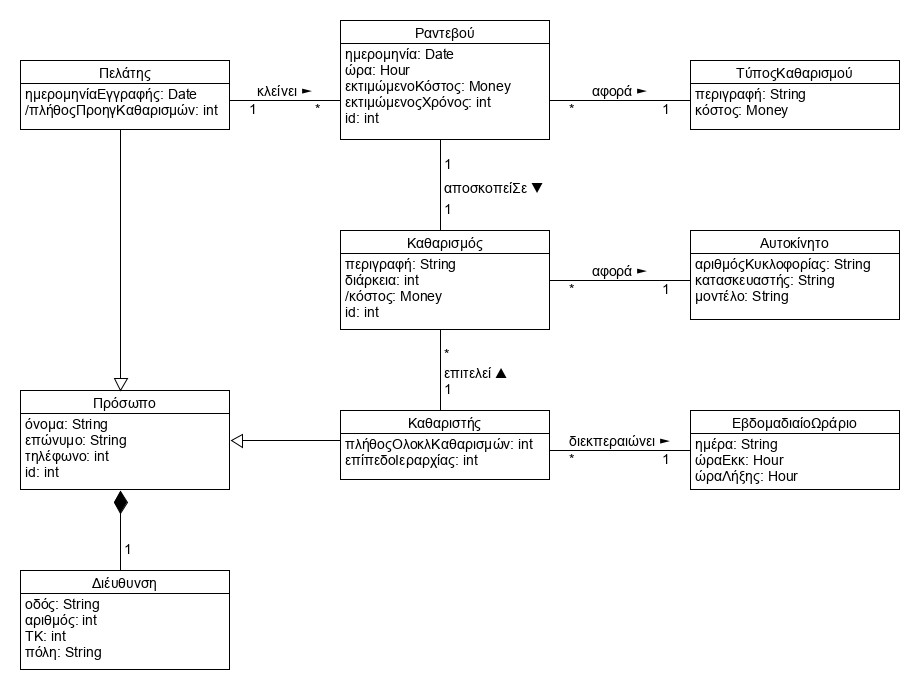 Ραντεβού
ημερομηνία: Date
ώρα: Hour
εκτιμώμενοΚόστος: Money
εκτιμώμενοςΧρόνος: int
id: int
Πελάτης
ημερομηνίαΕγγραφής: Date
/πλήθοςΠροηγΚαθαρισμών: int
κλείνει ►
1
*
αφορά ►
*
1
ΤύποςΚαθαρισμού
περιγραφή: String
κόστος: Money
1
αποσκοπείΣε ▼
1
Καθαρισμός
περιγραφή: String
διάρκεια: int
/κόστος: Money
id: int
αφορά ►
*
1
Αυτοκίνητο
αριθμόςΚυκλοφορίας: String
κατασκευαστής: String
μοντέλο: String
*
επιτελεί ▲
1
Πρόσωπο
όνομα: String
επώνυμο: String
τηλέφωνο: int
id: int
Καθαριστής
πλήθοςΟλοκλΚαθαρισμών: int
επίπεδοΙεραρχίας: int
διεκπεραιώνει ►
*
1
ΕβδομαδιαίοΩράριο
ημέρα: String
ώραΕκκ: Hour
ώραΛήξης: Hour
1
Διέυθυνση
οδός: String
αριθμός: int
ΤΚ: int
πόλη: String